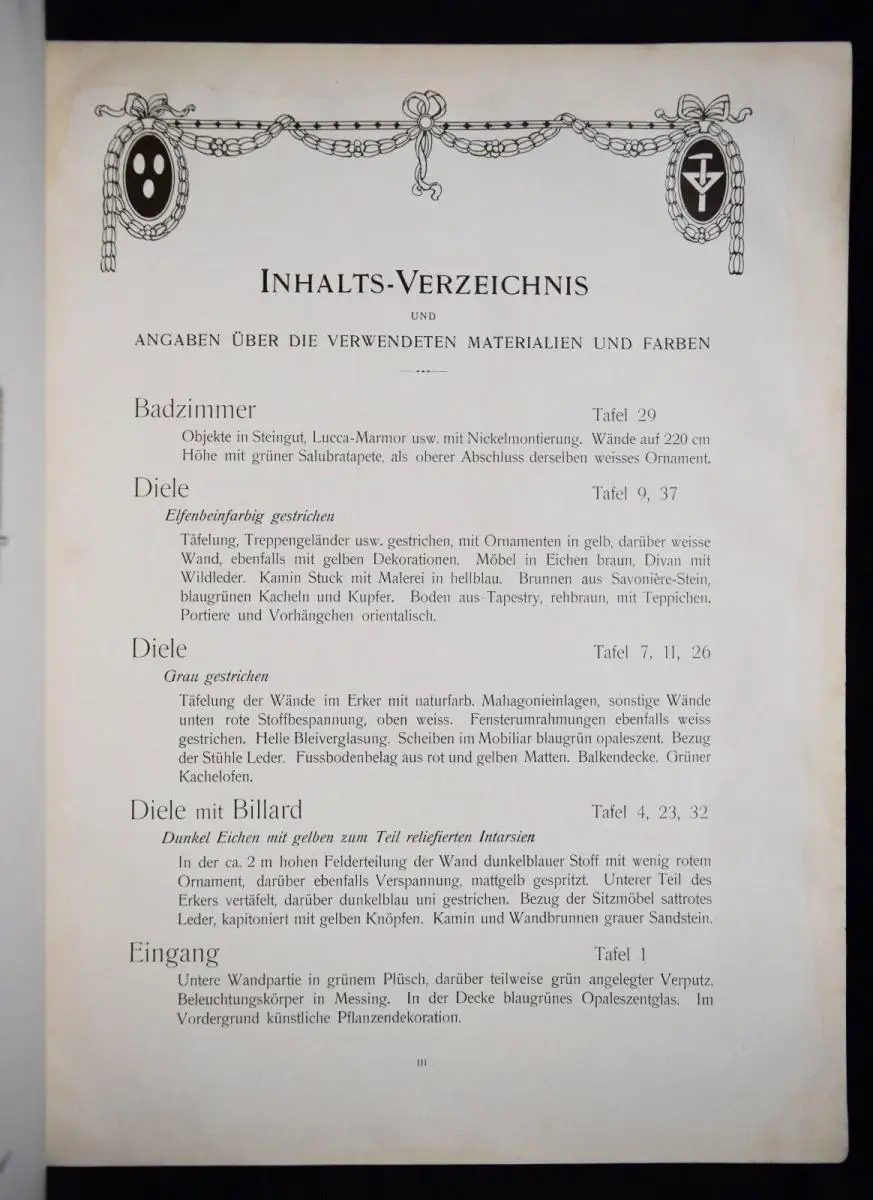 INHALTS-VERZEICHNIS
UND
ANGABEN ÜBER DIE VERWENDETEN MATERIALIEN UND FARBEN
Badzimmer Tafel 29
Objekte in Steingut, Lucca-Marmor usw. mit Nickelmontierung. Wände auf 220 cm
Höhe mit grüner Salubratapete, als oberer Abschluss derselben weisses Ornament.
Diele Tafel 9, 37
Elfenbeinfarbig gestrichen
Täfelung, Treppengeländer usw. gestrichen, mit Ornamenten in gelb, darüber weisse
Wand, ebenfalls mit gelben Dekorationen. Möbel in Eichen braun, Divan mit
Wildleder. Kamin Stuck mit Malerei in hellblau. Brunnen aus Savonière-Stein,
blaugrünen Kacheln und Kupfer. Boden aus Tapestry, rehbraun, mit Teppichen.
Portiere und Vorhängchen orientalisch.
Diele Tafel 7, 11, 26
Grau gestrichen
Täfelung der Wände im Erker mit naturfarb. Mahagonieinlagen, sonstige Wände
unten rote Stoffbespannung, oben weiss. Fensterumrahmungen ebenfalls weiss
gestrichen. Helle Bleiverglasung. Scheiben im Mobiliar blaugrün opaleszent. Bezug
der Stühle Leder. Fussbodenbelag aus rot und gelben Matten. Balkendecke. Grüner
Kachelofen.
Diele mit Billard Tafel 4, 23, 32
Dunkel Eichen mit gelben zum Teil reliefierten Intarsien
In der ca. 2 m hohen Felderteilung der Wand dunkelblauer Stoff mit wenig rotem
Ornament, darüber ebenfalls Verspannung, mattgelb gespritzt. Unterer Teil des
Erkers vertäfelt, darüber dunkelblau uni gestrichen. Bezug der Sitzmöbel sattrotes
Leder, kapitoniert mit gelben Knöpfen. Kamin und Wandbrunnen grauer Sandstein.
Eingang Tafel 1
Untere Wandpartie in grünem Plüsch, darüber teilweise grün angelegter Verputz.
Beleuchtungskörper in Messing. In der Decke blaugrünes Opaleszentglas. Im
Vordergrund künstliche Pflanzendekoration.
III